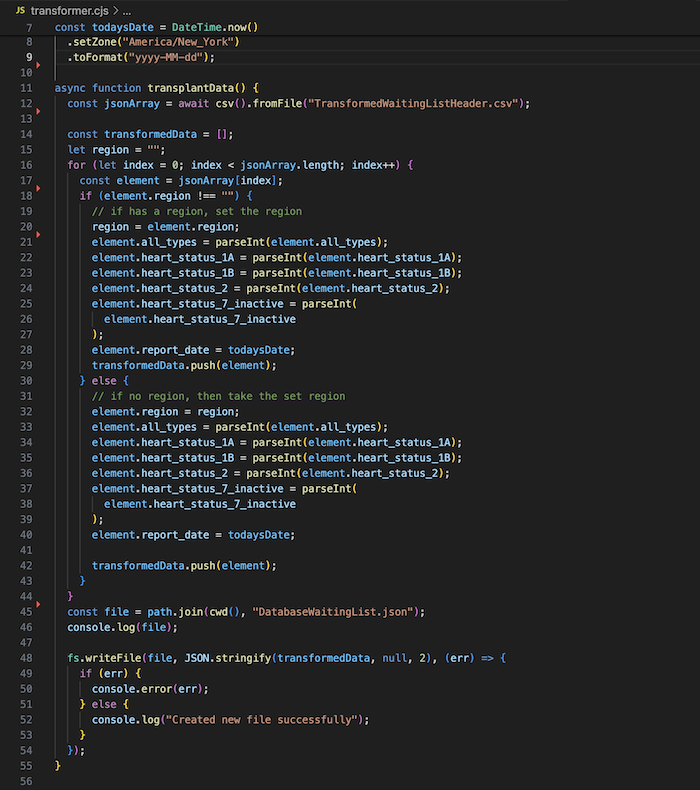 JS transformer.cjs > ...
7 const todaysDate = DateTime.now()
8 .setZone("America/New_York")
9 .toFormat("yyyy-MM-dd");
10
11 async function transplantData() {
12 const jsonArray = await csv().fromFile("TransformedWaitingListHeader.csv");
13
14 const transformedData = [];
15 let region = "";
16 for (let index = 0; index < jsonArray.length; index++) {
17 const element = jsonArray[index];
18 if (element.region !== "") {
19 // if has a region, set the region
20 region = element.region;
21 element.all_types = parseInt(element.all_types);
22 element.heart_status_1A = parseInt(element.heart_status_1A);
23 element.heart_status_1B = parseInt(element.heart_status_1B);
24 element.heart_status_2 = parseInt(element.heart_status_2);
25 element.heart_status_7_inactive = parseInt(
26 element.heart_status_7_inactive
27 );
28 element.report_date = todaysDate;
29 transformedData.push(element);
30 } else {
31 // if no region, then take the set region
32 element.region = region;
33 element.all_types = parseInt(element.all_types);
34 element.heart_status_1A = parseInt(element.heart_status_1A);
35 element.heart_status_1B = parseInt(element.heart_status_1B);
36 element.heart_status_2 = parseInt(element.heart_status_2);
37 element.heart_status_7_inactive = parseInt(
38 element.heart_status_7_inactive
39 );
40 element.report_date = todaysDate;
41
42 transformedData.push(element);
43 }
44 }
45 const file = path.join(cwd(), "DatabaseWaitingList.json");
46 console.log(file);
47
48 fs.writeFile(file, JSON.stringify(transformedData, null, 2), (err) => {
49 if (err) {
50 console.error(err);
51 } else {
52 console.log("Created new file successfully");
53 }
54 });
55 }
56